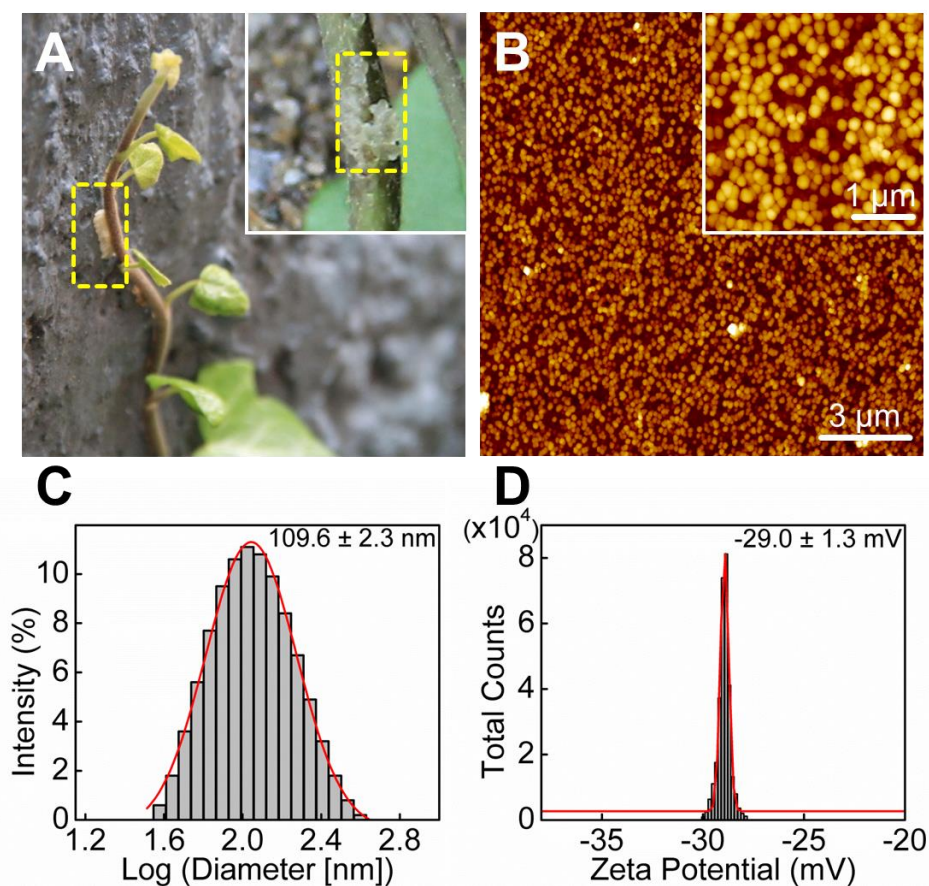 A
B
1 µm
3 µm
C
D
109.6 ± 2.3 nm
10
8
6
4
2
0
1.2 1.6 2.0 2.4 2.8
Intensity (%)
Log (Diameter [nm])
(x10⁴)
-29.0 ± 1.3 mV
8
6
4
2
0
-35 -30 -25 -20
Total Counts
Zeta Potential (mV)